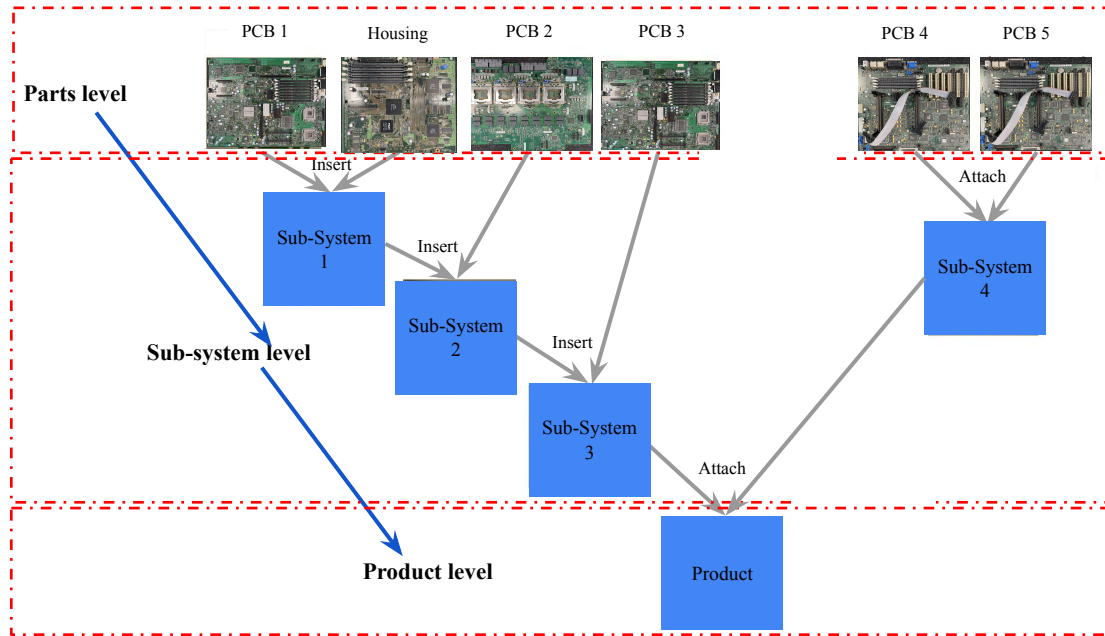 PCB 1
Housing
PCB 2
PCB 3
PCB 4
PCB 5
Parts level
Insert
Attach
Sub-System
1
Insert
Sub-System
4
Sub-System
2
Insert
Sub-system level
Sub-System
3
Attach
Product level
Product